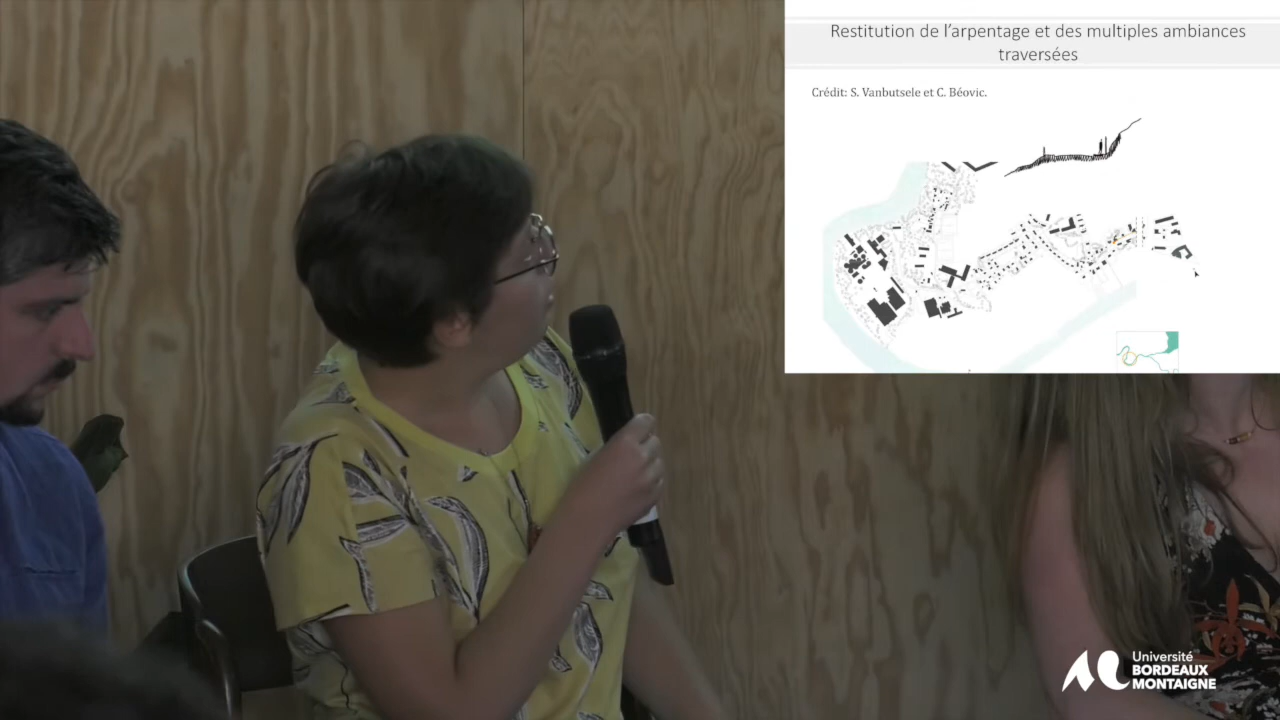 Restitution de l'arpentage et des multiples ambiances
traversées
Crédit: S. Vanbutsele et C. Béovic.
Université
BORDEAUX
MONTAIGNE